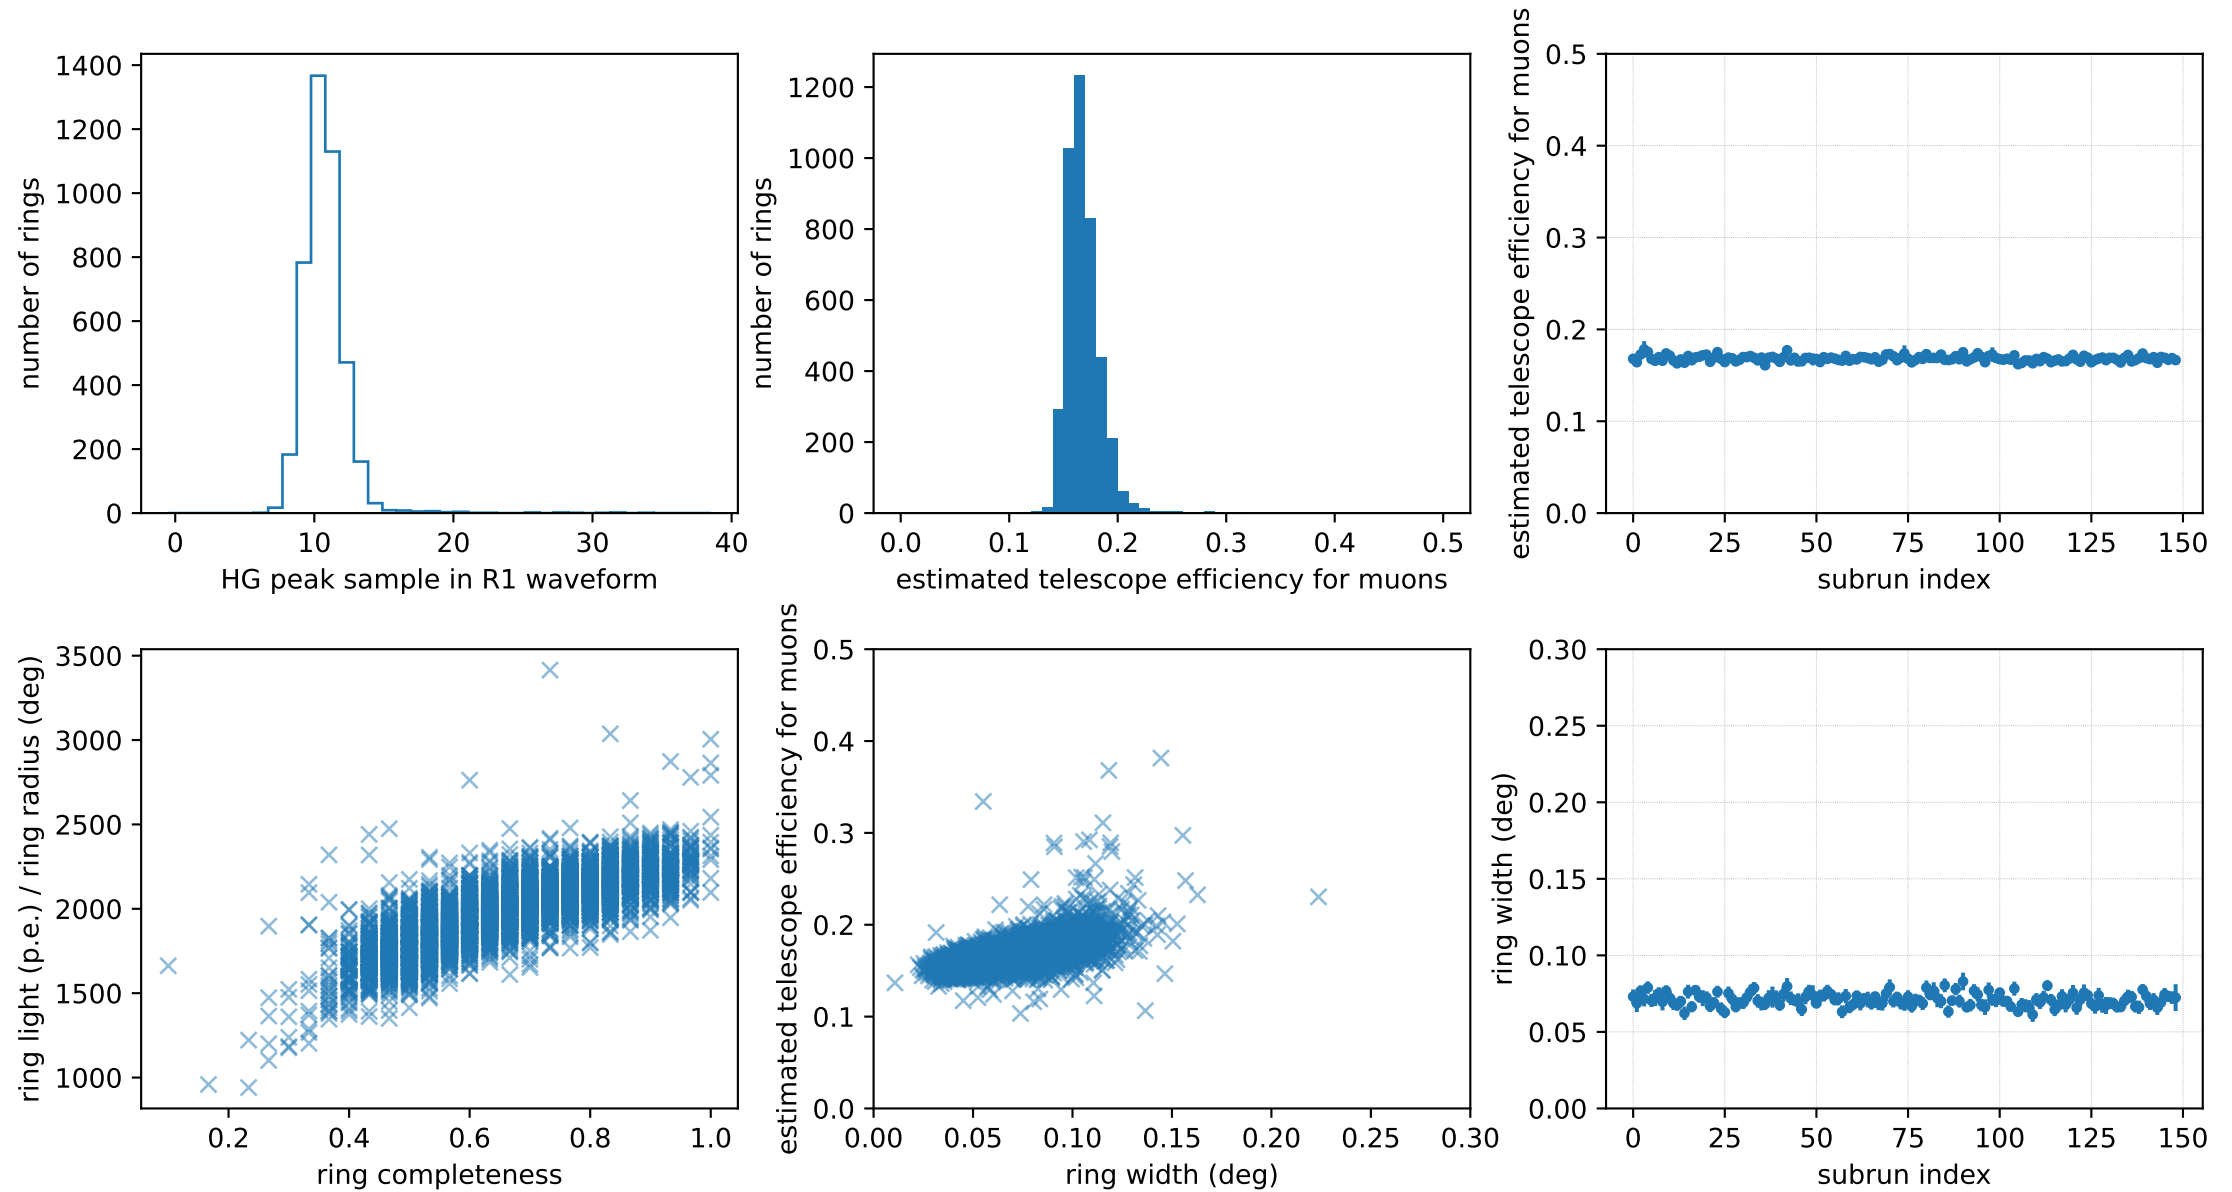 1400
1200
1000
800
600
400
200
0
number of rings
0 10 20 30 40
HG peak sample in R1 waveform
1200
1000
800
600
400
200
0
number of rings
0.0 0.1 0.2 0.3 0.4 0.5
estimated telescope efficiency for muons
0.5
0.4
0.3
0.2
0.1
0.0
estimated telescope efficiency for muons
0 25 50 75 100 125 150
subrun index
3500
3000
2500
2000
1500
1000
ring light (p.e.) / ring radius (deg)
0.2 0.4 0.6 0.8 1.0
ring completeness
0.5
0.4
0.3
0.2
0.1
0.0
estimated telescope efficiency for muons
0.00 0.05 0.10 0.15 0.20 0.25 0.30
ring width (deg)
0.30
0.25
0.20
0.15
0.10
0.05
0.00
ring width (deg)
0 25 50 75 100 125 150
subrun index